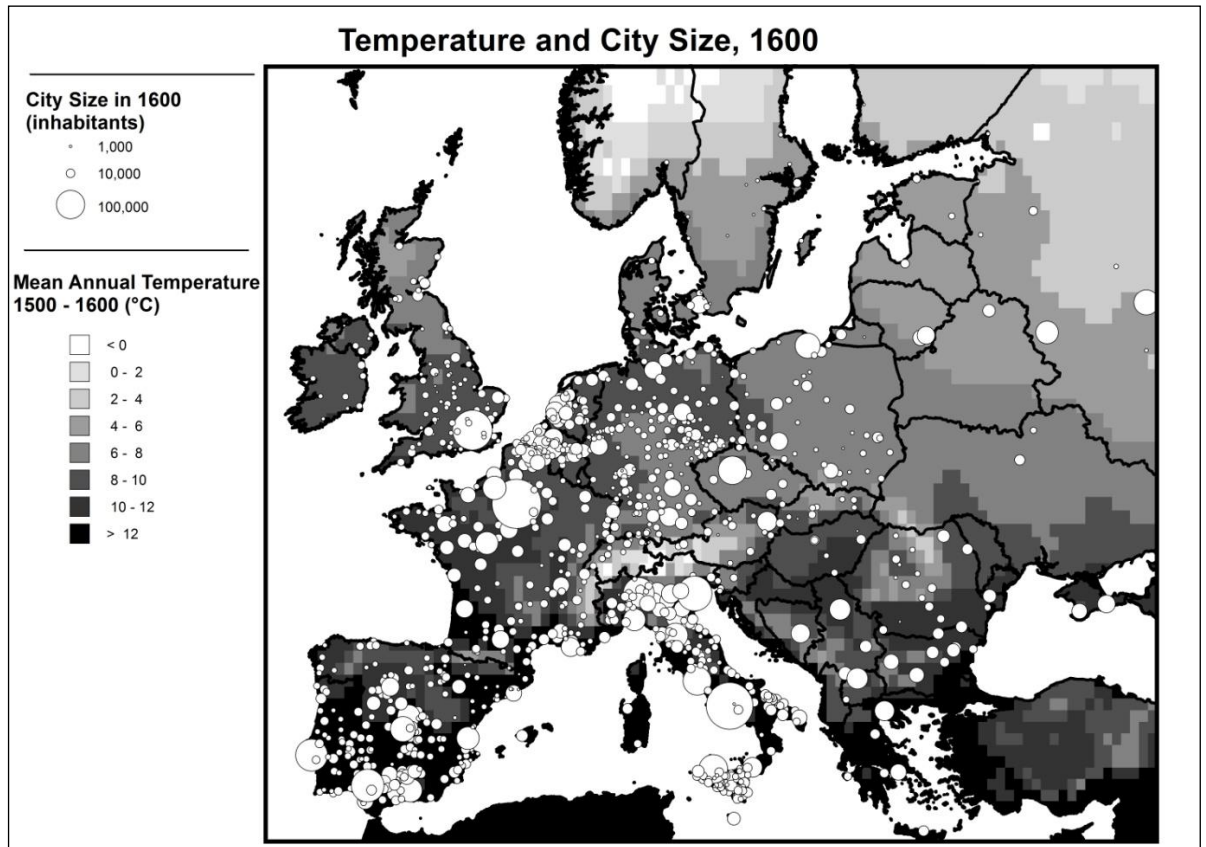 Temperature and City Size, 1600
City Size in 1600
(inhabitants)
1,000
10,000
100,000
Mean Annual Temperature
1500 - 1600 (°C)
< 0
0 - 2
2 - 4
4 - 6
6 - 8
8 - 10
10 - 12
> 12